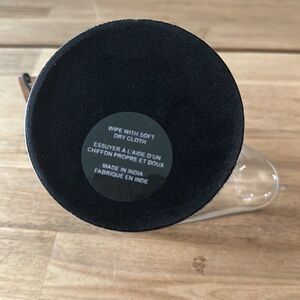 WIPE WITH SOFT
DRY CLOTH
ESSUYER À L'AIDE D'UN
CHIFFON PROPRE ET DOUX
MADE IN INDIA
FABRIQUÉ EN INDE